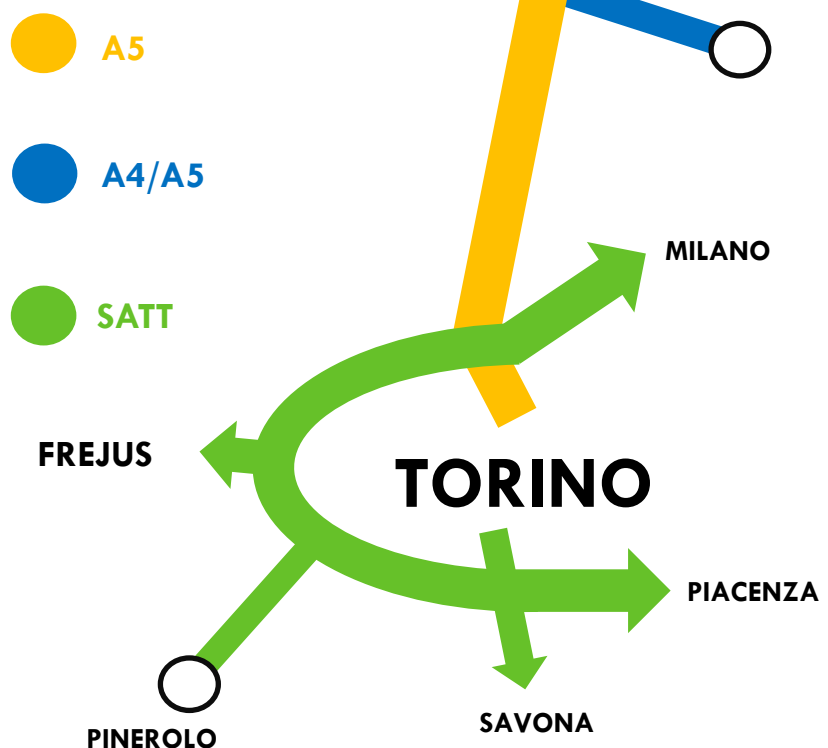 A5
A4/A5
MILANO
SATT
FREJUS
TORINO
PIACENZA
SAVONA
PINEROLO